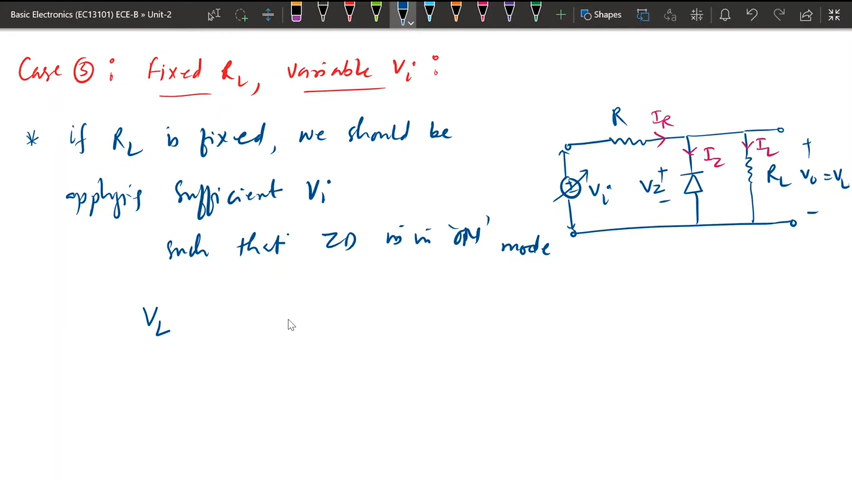 Basic Electronics (EC13101) ECE-B » Unit-2
Shapes
Case ③ : Fixed RL, variable Vi :
* if RL is fixed, we should be
applying sufficient Vi
such that ZD is in 'ON' mode
VL
R
IR
IZ
IL
Vi
+
VZ
-
RL
+
Vo=VL
-